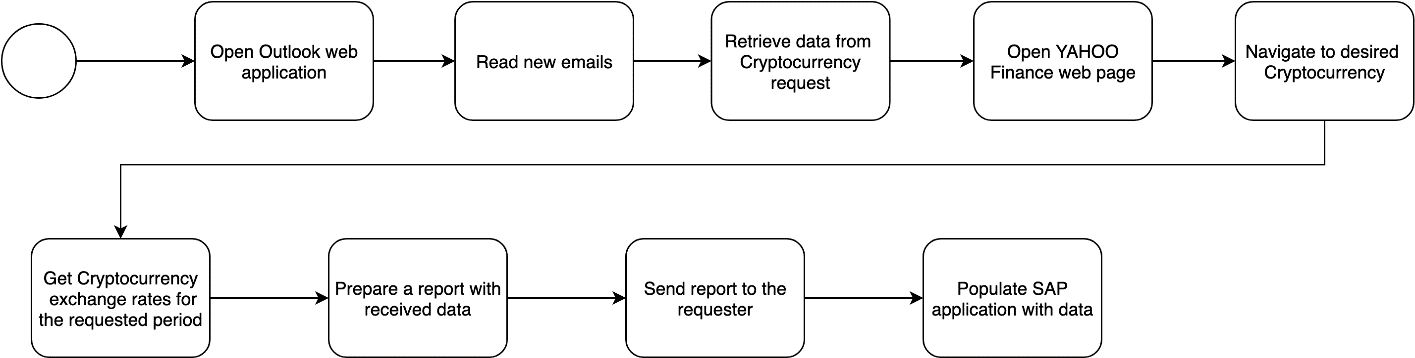 Open Outlook web
application
Read new emails
Retrieve data from
Cryptocurrency
request
Open YAHOO
Finance web page
Navigate to desired
Cryptocurrency
Get Cryptocurrency
exchange rates for
the requested period
Prepare a report with
received data
Send report to the
requester
Populate SAP
application with data